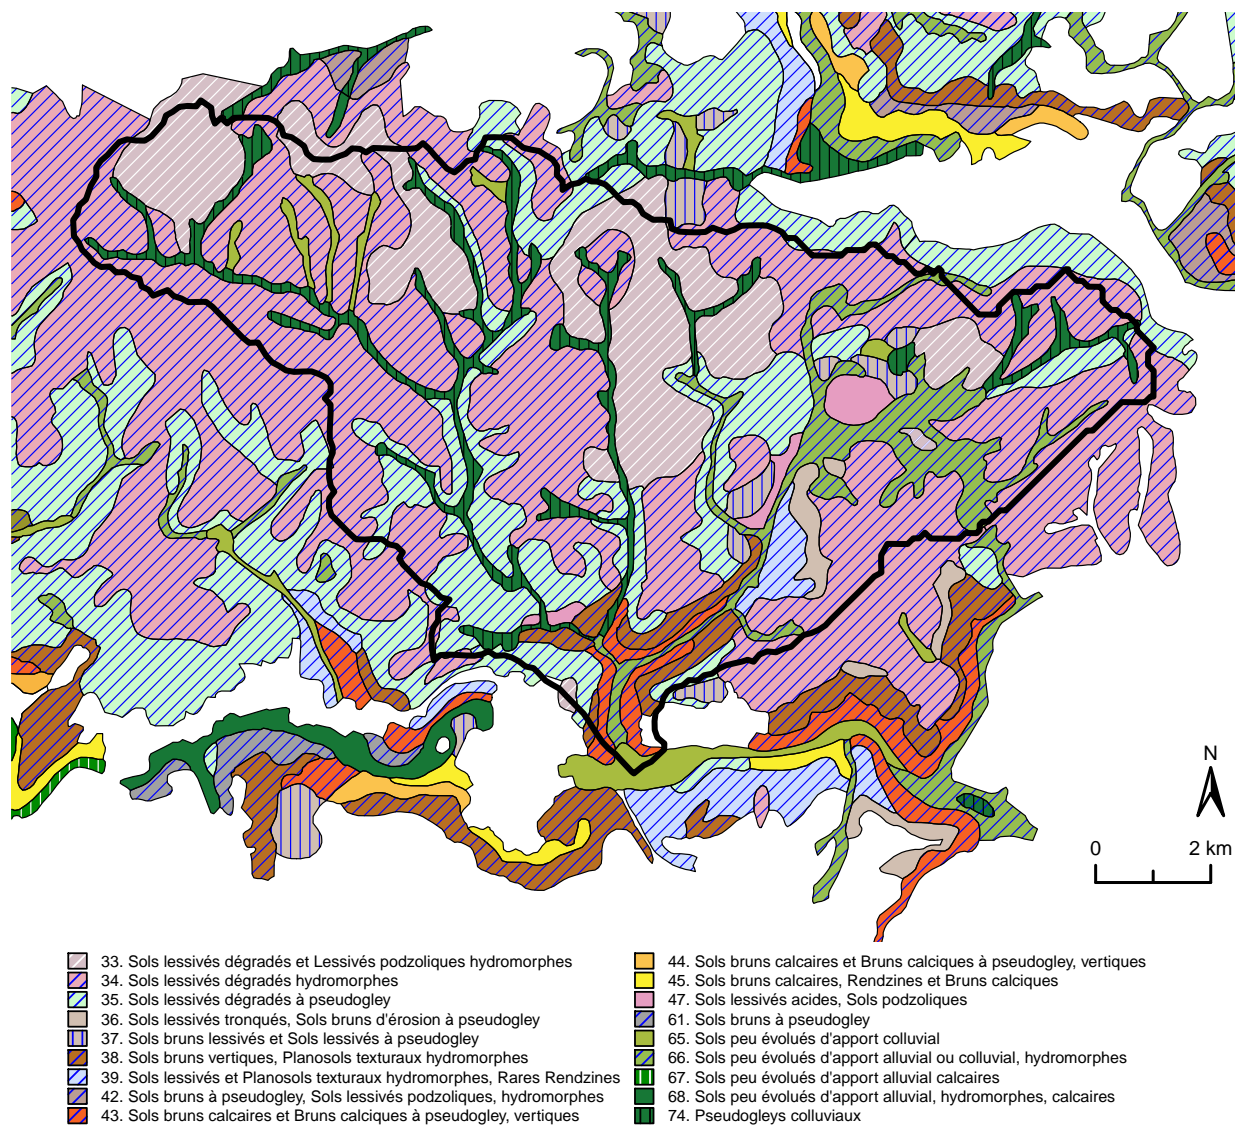 N
0 2 km
33. Sols lessivés dégradés et Lessivés podzoliques hydromorphes
34. Sols lessivés dégradés hydromorphes
35. Sols lessivés dégradés à pseudogley
36. Sols lessivés tronqués, Sols bruns d'érosion à pseudogley
37. Sols bruns lessivés et Sols lessivés à pseudogley
38. Sols bruns vertiques, Planosols texturaux hydromorphes
39. Sols lessivés et Planosols texturaux hydromorphes, Rares Rendzines
42. Sols bruns à pseudogley, Sols lessivés podzoliques, hydromorphes
43. Sols bruns calcaires et Bruns calciques à pseudogley, vertiques
44. Sols bruns calcaires et Bruns calciques à pseudogley, vertiques
45. Sols bruns calcaires, Rendzines et Bruns calciques
47. Sols lessivés acides, Sols podzoliques
61. Sols bruns à pseudogley
65. Sols peu évolués d'apport colluvial
66. Sols peu évolués d'apport alluvial ou colluvial, hydromorphes
67. Sols peu évolués d'apport alluvial calcaires
68. Sols peu évolués d'apport alluvial, hydromorphes, calcaires
74. Pseudogleys colluviaux